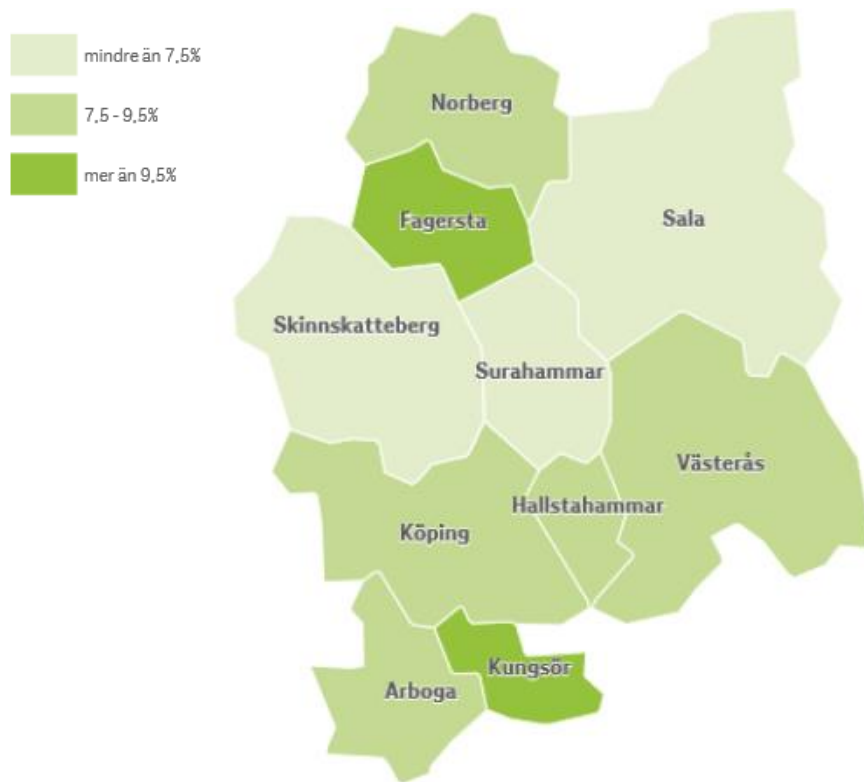 mindre än 7,5%
7,5 - 9,5%
mer än 9,5%
Norberg
Fagersta
Sala
Skinnskatteberg
Surahammar
Västerås
Hallstahammar
Köping
Kungsör
Arboga